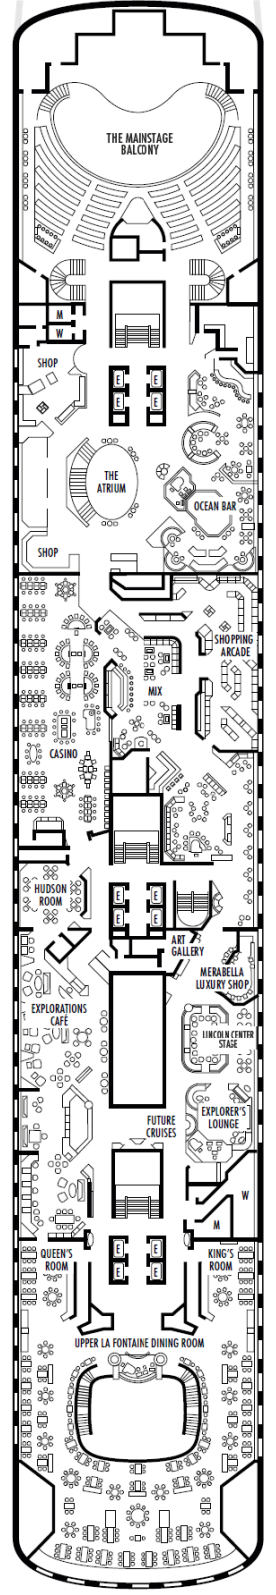 THE MAINSTAGE
BALCONY
M
W
SHOP
E
E
E
E
THE
ATRIUM
OCEAN BAR
SHOP
SHOPPING
ARCADE
MIX
CASINO
HUDSON
ROOM
E
E
E
E
ART
GALLERY
MERABELLA
LUXURY SHOP
EXPLORATIONS
CAFÉ
LINCOLN CENTER
STAGE
EXPLORER'S
LOUNGE
FUTURE
CRUISES
W
M
QUEEN'S
ROOM
E
E
E
E
KING'S
ROOM
UPPER LA FONTAINE DINING ROOM